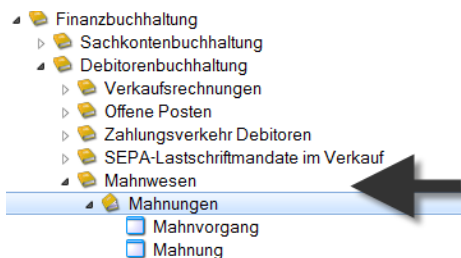 Finanzbuchhaltung
Sachkontenbuchhaltung
Debitorenbuchhaltung
Verkaufsrechnungen
Offene Posten
Zahlungsverkehr Debitoren
SEPA-Lastschriftmandate im Verkauf
Mahnwesen
Mahnungen
Mahnvorgang
Mahnung